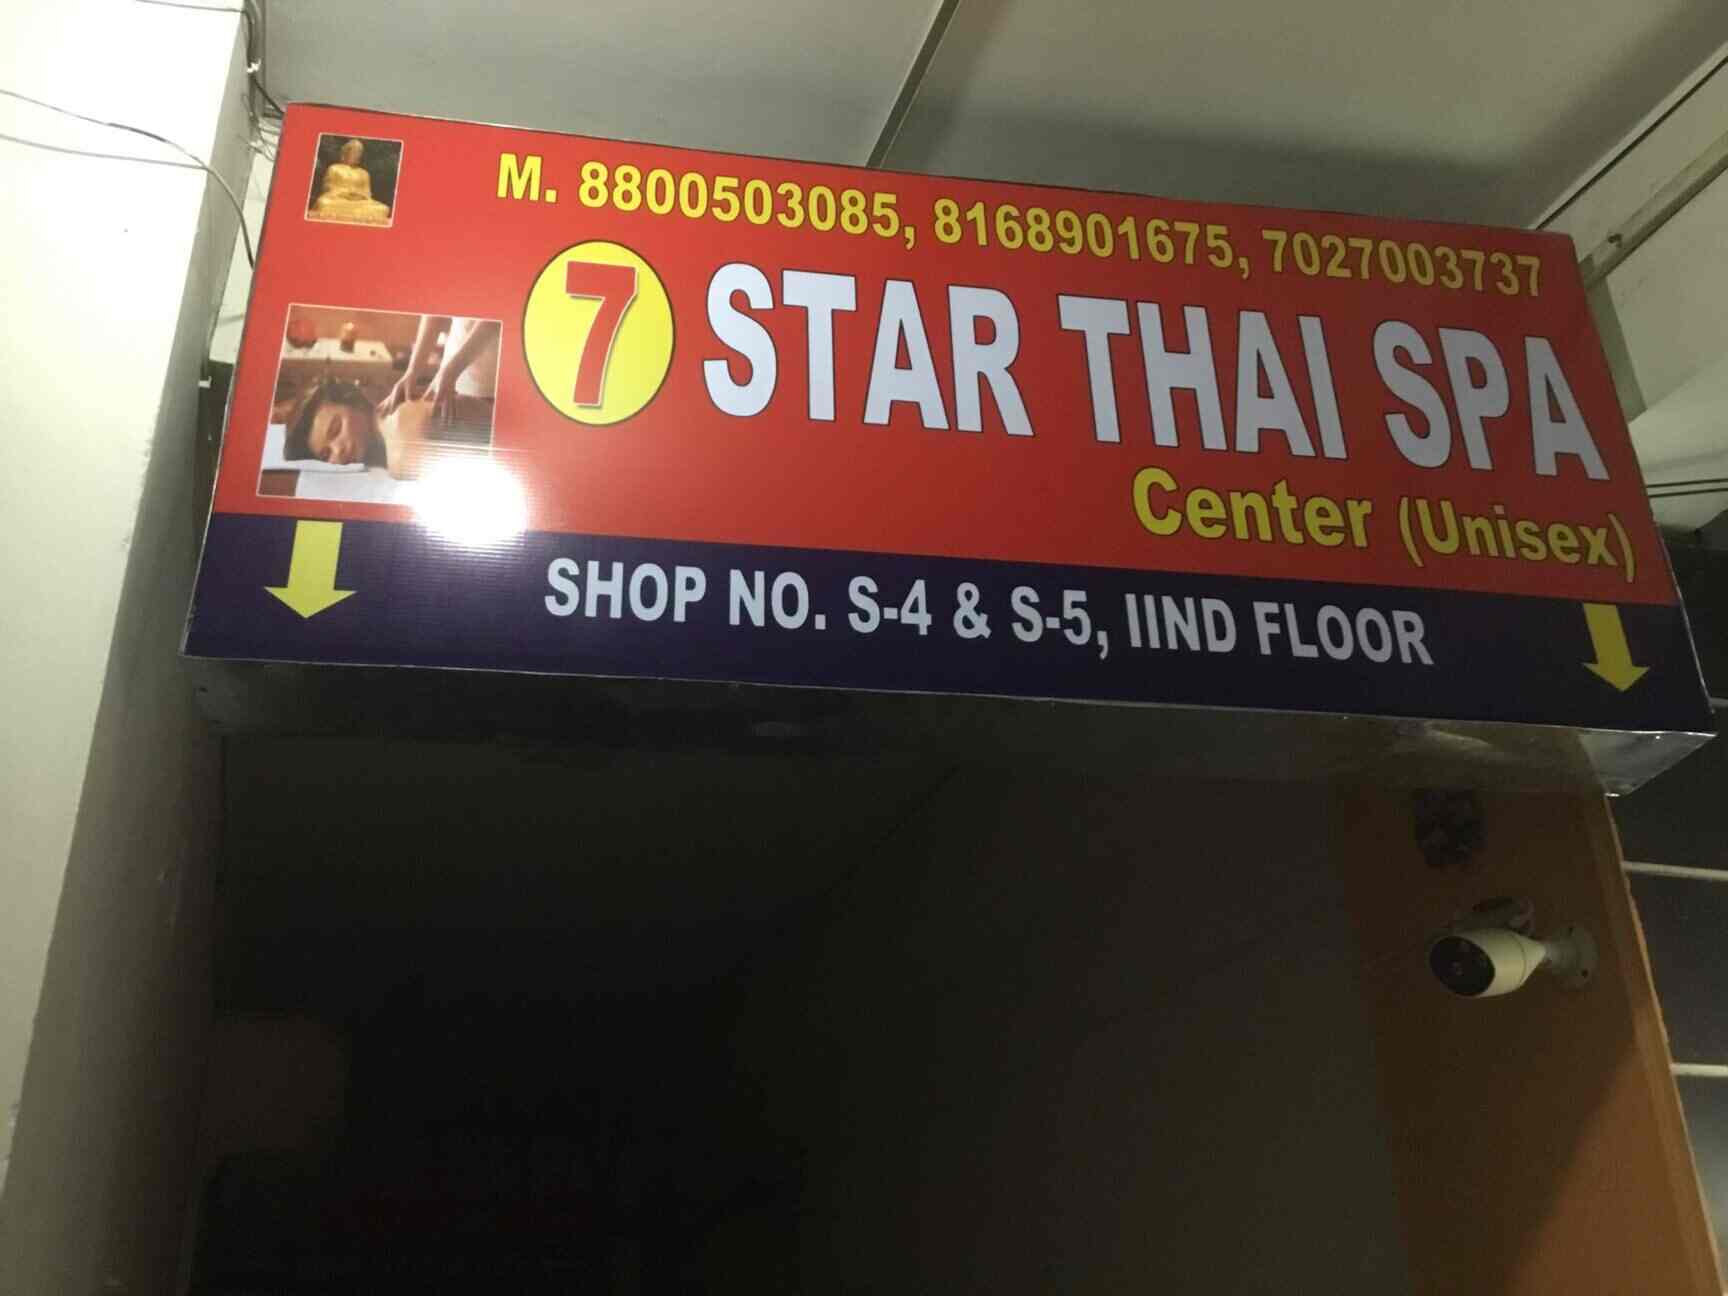 M. 8800503085, 8168901675, 7027003737
7 STAR THAI SPA
Center (Unisex)
SHOP NO. S-4 & S-5, IIND FLOOR